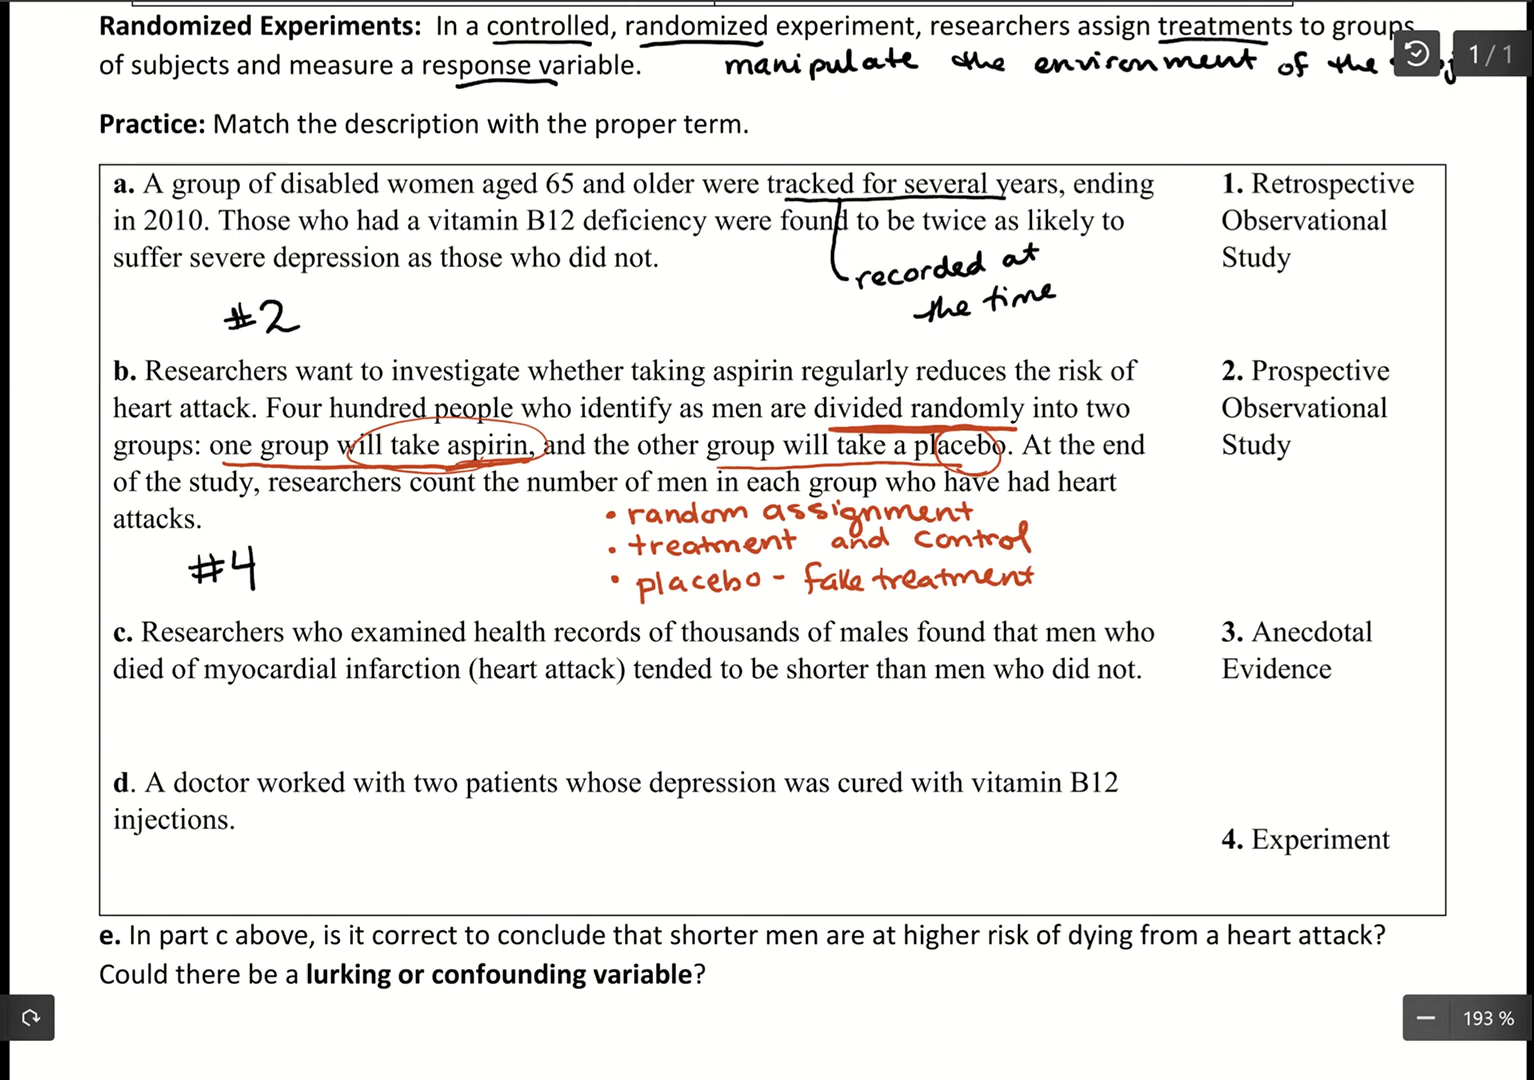 Randomized Experiments: In a controlled, randomized experiment, researchers assign treatments to groups
of subjects and measure a response variable. manipulate the environment of the
1 / 1
Practice: Match the description with the proper term.
a. A group of disabled women aged 65 and older were tracked for several years, ending
in 2010. Those who had a vitamin B12 deficiency were found to be twice as likely to
suffer severe depression as those who did not.
1. Retrospective
Observational
Study
recorded at
the time
#2
b. Researchers want to investigate whether taking aspirin regularly reduces the risk of
heart attack. Four hundred people who identify as men are divided randomly into two
groups: one group will take aspirin, and the other group will take a placebo. At the end
of the study, researchers count the number of men in each group who have had heart
attacks.
2. Prospective
Observational
Study
• random assignment
• treatment and control
• placebo - fake treatment
#4
c. Researchers who examined health records of thousands of males found that men who
died of myocardial infarction (heart attack) tended to be shorter than men who did not.
3. Anecdotal
Evidence
d. A doctor worked with two patients whose depression was cured with vitamin B12
injections.
4. Experiment
e. In part c above, is it correct to conclude that shorter men are at higher risk of dying from a heart attack?
Could there be a lurking or confounding variable?
193 %